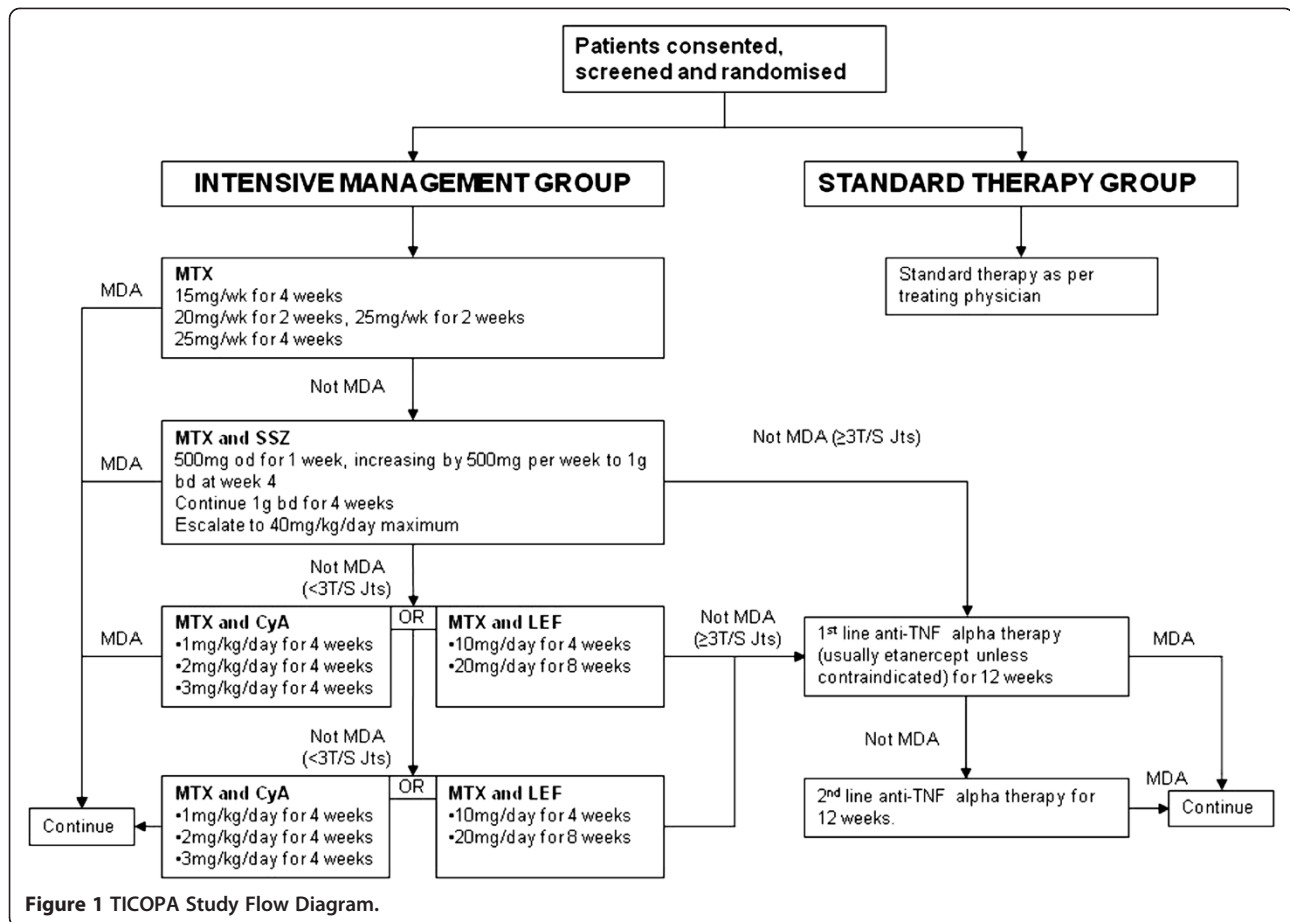 Patients consented,
screened and randomised
INTENSIVE MANAGEMENT GROUP
STANDARD THERAPY GROUP
MTX
15mg/wk for 4 weeks
20mg/wk for 2 weeks, 25mg/wk for 2 weeks
25mg/wk for 4 weeks
MDA
Standard therapy as per
treating physician
Not MDA
MTX and SSZ
500mg od for 1 week, increasing by 500mg per week to 1g
bd at week 4
Continue 1g bd for 4 weeks
Escalate to 40mg/kg/day maximum
MDA
Not MDA (≥3T/S Jts)
Not MDA
(<3T/S Jts)
MDA
MTX and CyA
•1mg/kg/day for 4 weeks
•2mg/kg/day for 4 weeks
•3mg/kg/day for 4 weeks
OR
MTX and LEF
•10mg/day for 4 weeks
•20mg/day for 8 weeks
Not MDA
(≥3T/S Jts)
1st line anti-TNF alpha therapy
(usually etanercept unless
contraindicated) for 12 weeks
MDA
Not MDA
(<3T/S Jts)
Not MDA
Continue
MTX and CyA
•1mg/kg/day for 4 weeks
•2mg/kg/day for 4 weeks
•3mg/kg/day for 4 weeks
OR
MTX and LEF
•10mg/day for 4 weeks
•20mg/day for 8 weeks
2nd line anti-TNF alpha therapy for
12 weeks.
MDA
Continue
Figure 1 TICOPA Study Flow Diagram.